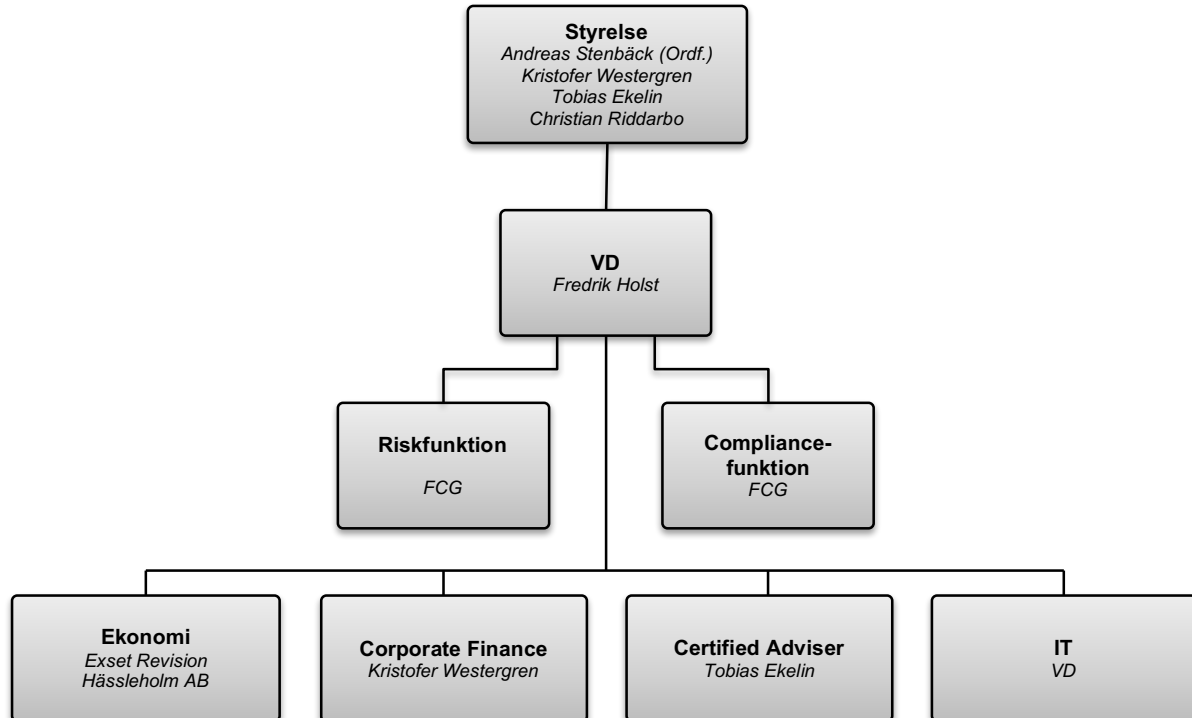 Styrelse
Andreas Stenbäck (Ordf.)
Kristofer Westergren
Tobias Ekelin
Christian Riddarbo
VD
Fredrik Holst
Riskfunktion
FCG
Compliance-
funktion
FCG
Ekonomi
Exset Revision
Hässleholm AB
Corporate Finance
Kristofer Westergren
Certified Adviser
Tobias Ekelin
IT
VD